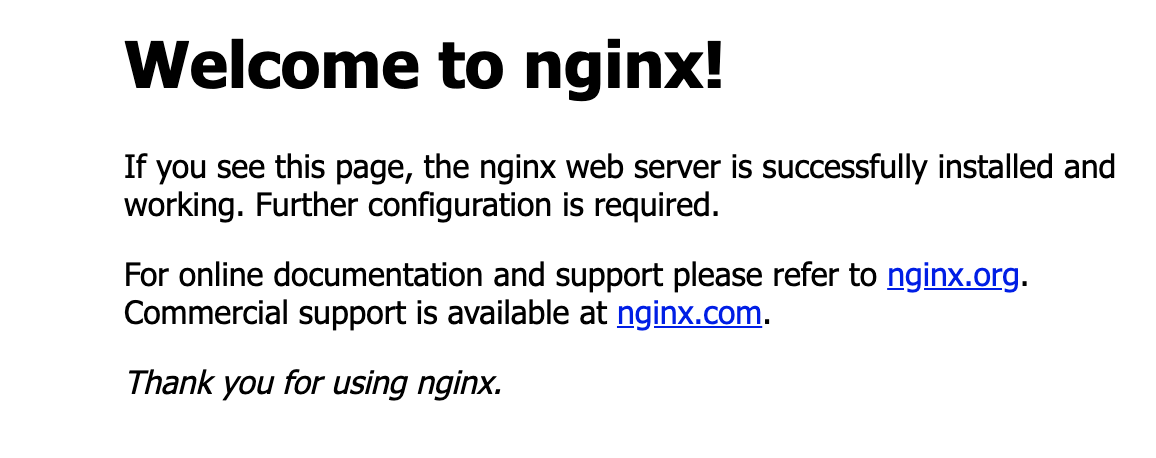 Welcome to nginx!
If you see this page, the nginx web server is successfully installed and
working. Further configuration is required.
For online documentation and support please refer to nginx.org.
Commercial support is available at nginx.com.
Thank you for using nginx.